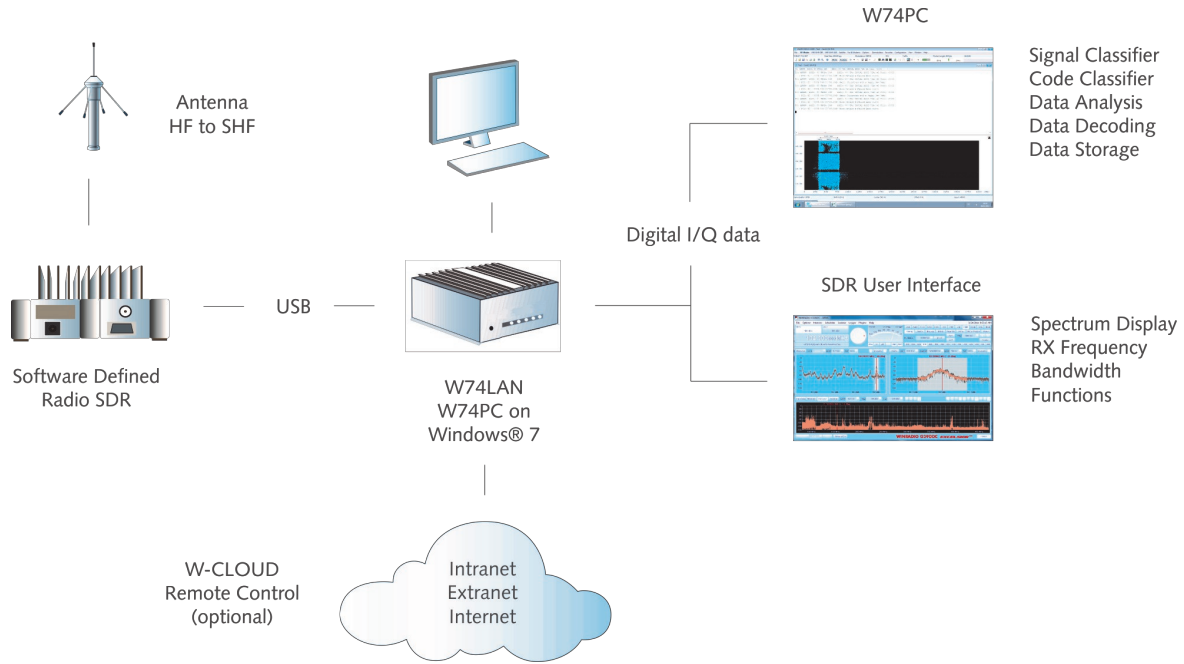 W74PC
Signal Classifier
Code Classifier
Data Analysis
Data Decoding
Data Storage
Antenna
HF to SHF
Digital I/Q data
SDR User Interface
USB
Spectrum Display
RX Frequency
Bandwidth
Functions
Software Defined
Radio SDR
W74LAN
W74PC on
Windows® 7
W-CLOUD
Remote Control
(optional)
Intranet
Extranet
Internet